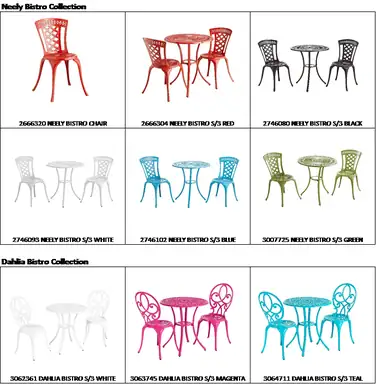 Neely Bistro Collection
2666320 NEELY BISTRO CHAIR
2666304 NEELY BISTRO S/3 RED
2746080 NEELY BISTRO S/3 BLACK
2746093 NEELY BISTRO S/3 WHITE
2746102 NEELY BISTRO S/3 BLUE
3007725 NEELY BISTRO S/3 GREEN
Dahlia Bistro Collection
3062361 DAHLIA BISTRO S/3 WHITE
3063745 DAHLIA BISTRO S/3 MAGENTA
3064711 DAHLIA BISTRO S/3 TEAL